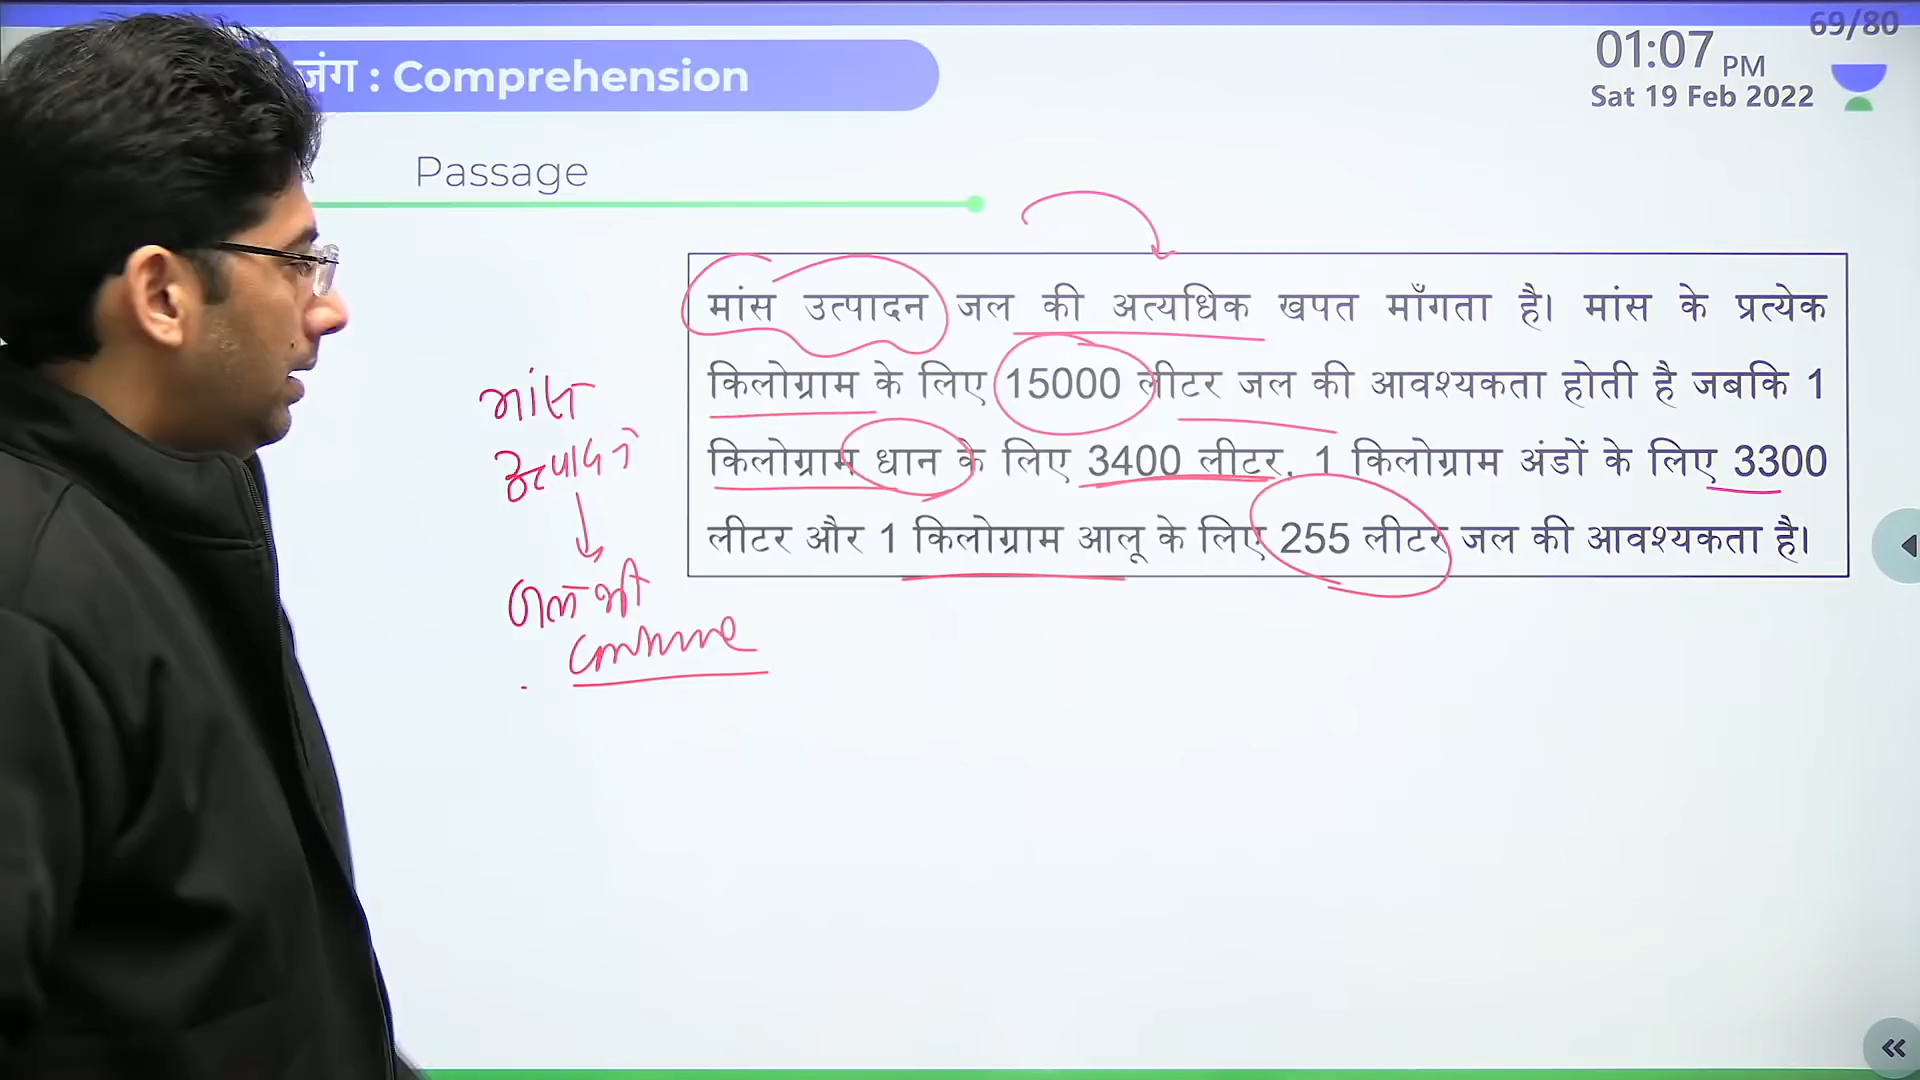 69/80
जंग : Comprehension
01:07 PM
Sat 19 Feb 2022
Passage
मांस उत्पादन जल की अत्यधिक खपत माँगता है। मांस के प्रत्येक
किलोग्राम के लिए 15000 लीटर जल की आवश्यकता होती है जबकि 1
किलोग्राम धान के लिए 3400 लीटर, 1 किलोग्राम अंडों के लिए 3300
लीटर और 1 किलोग्राम आलू के लिए 255 लीटर जल की आवश्यकता है।
मांस
उत्पादन
जल की